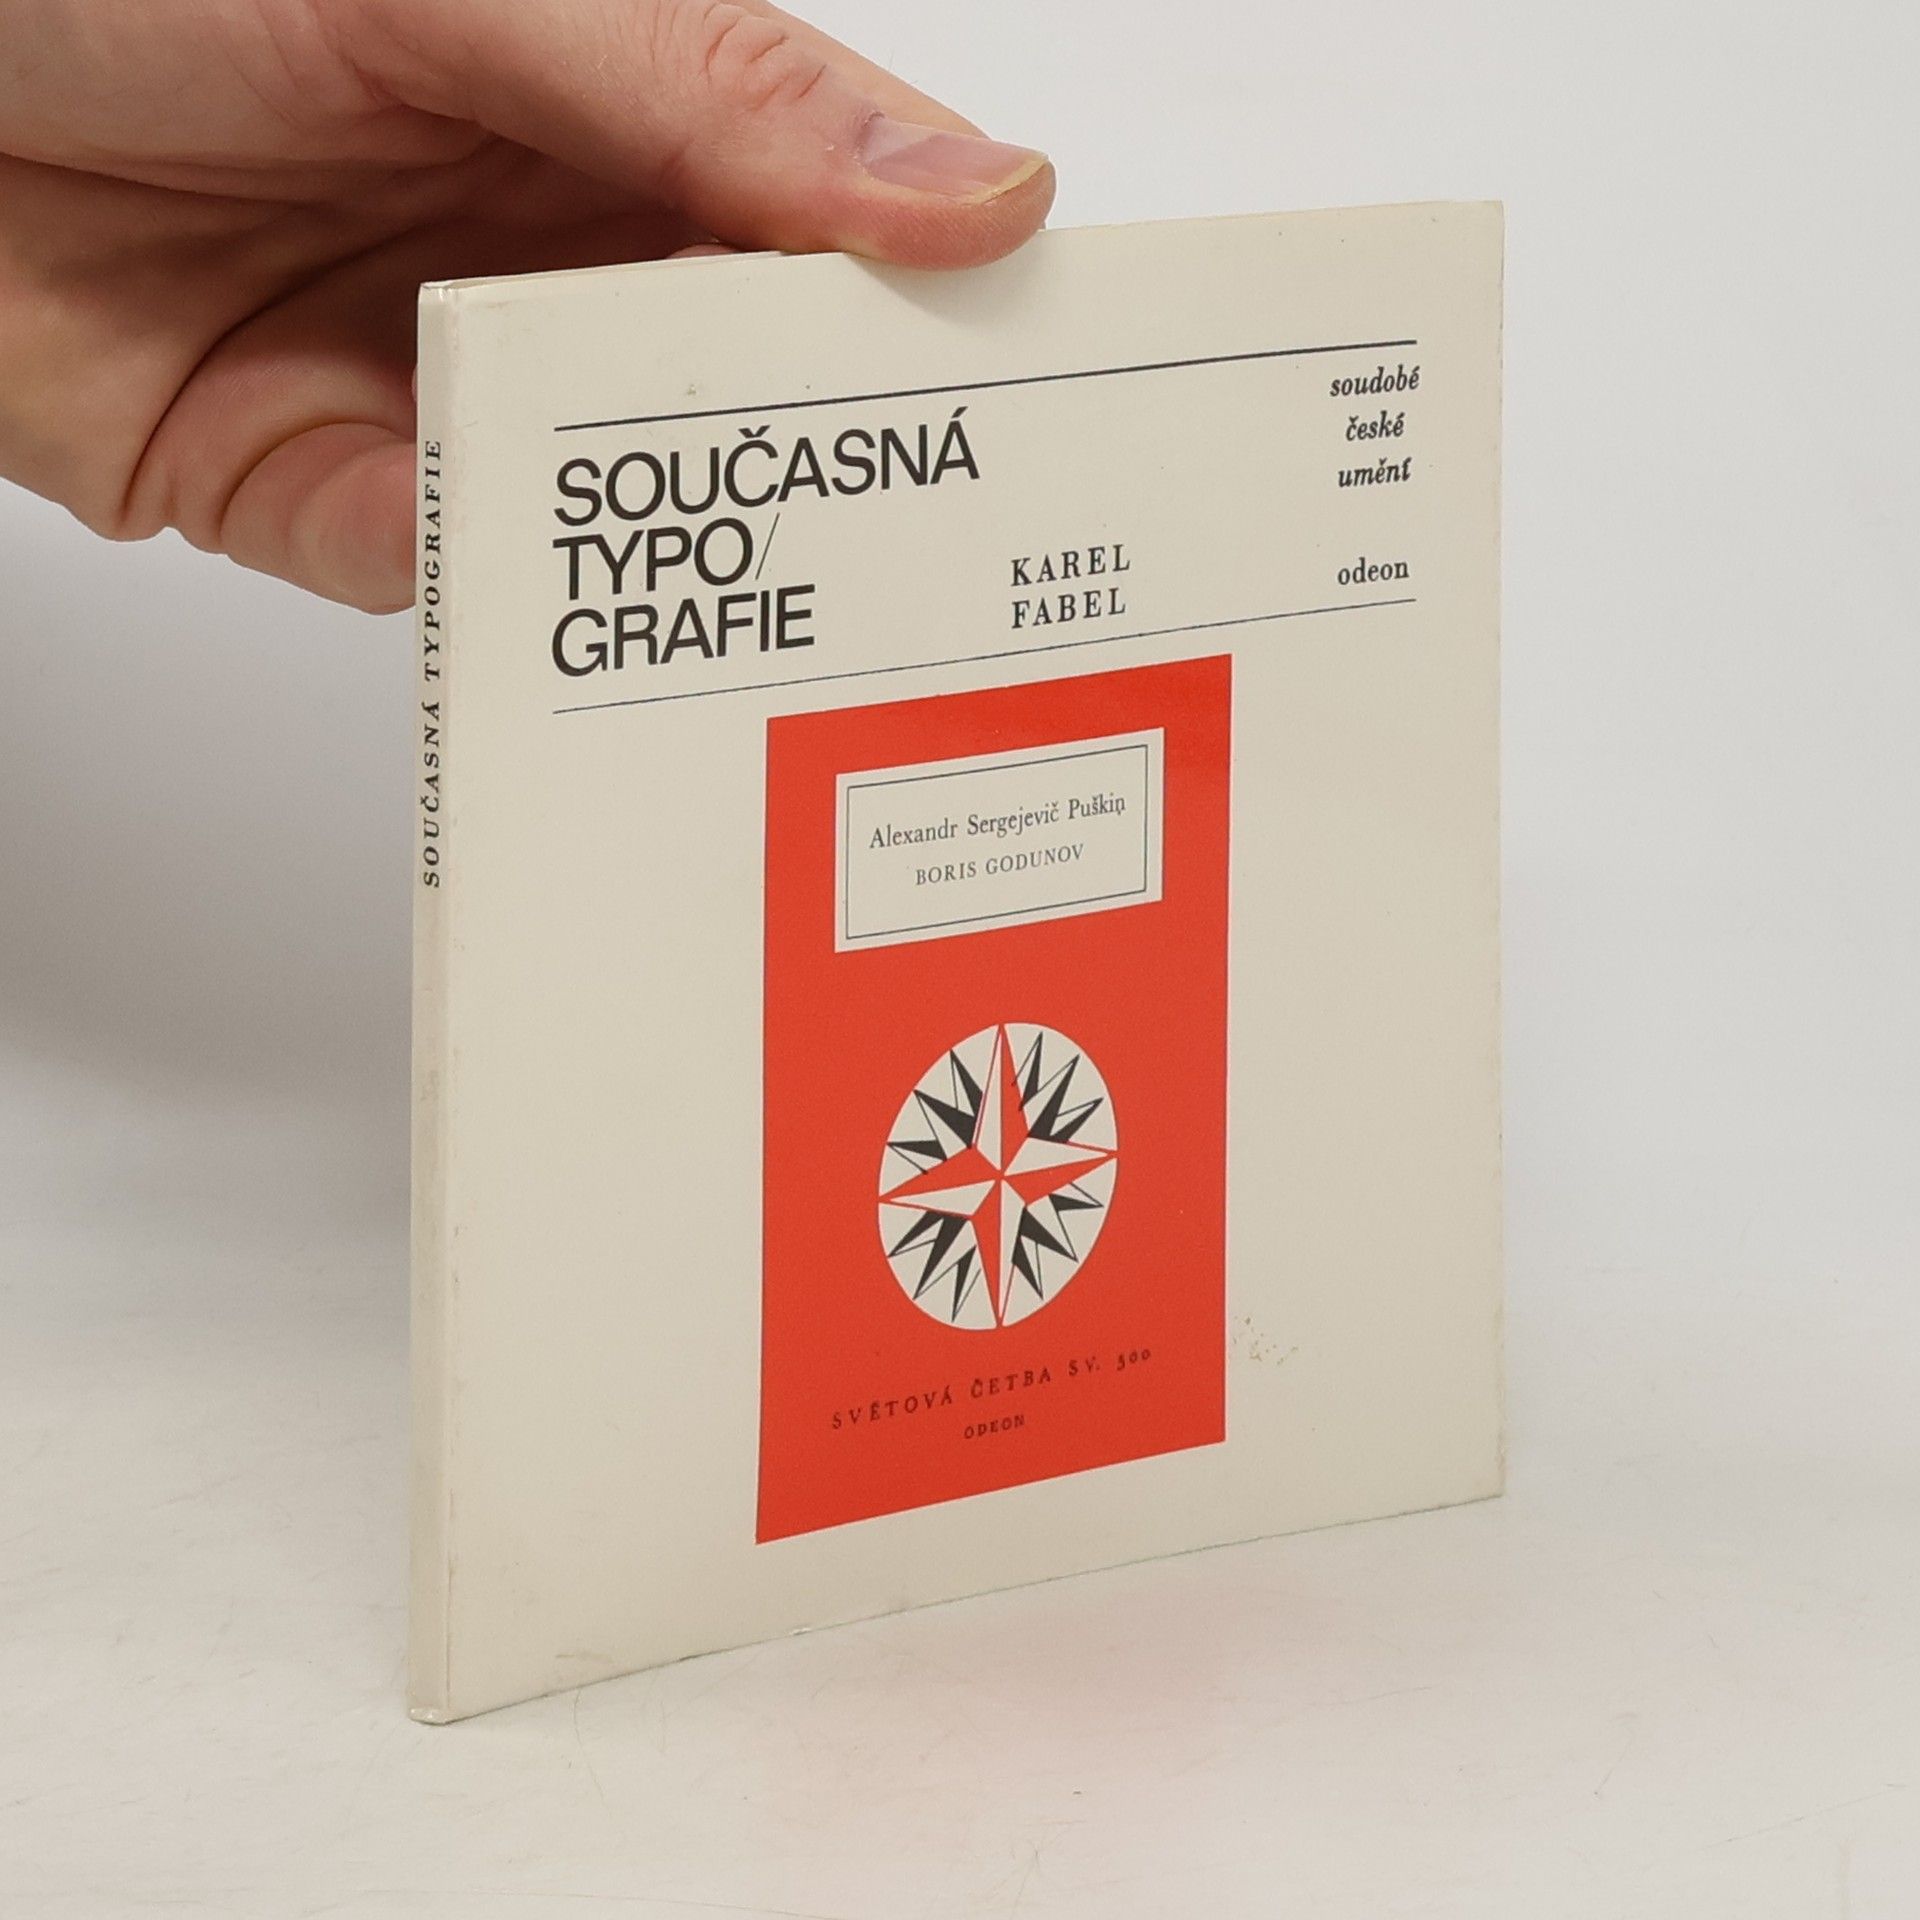 SOUČASNÁ TYPOGRAFIE
SOUČASNÁ
TYPO/
GRAFIE
KAREL
FABEL
soudobé
české
umění
odeon
Alexandr Sergejevič Puškin
BORIS GODUNOV
SVĚTOVÁ ČETBA SV. 500
ODEON